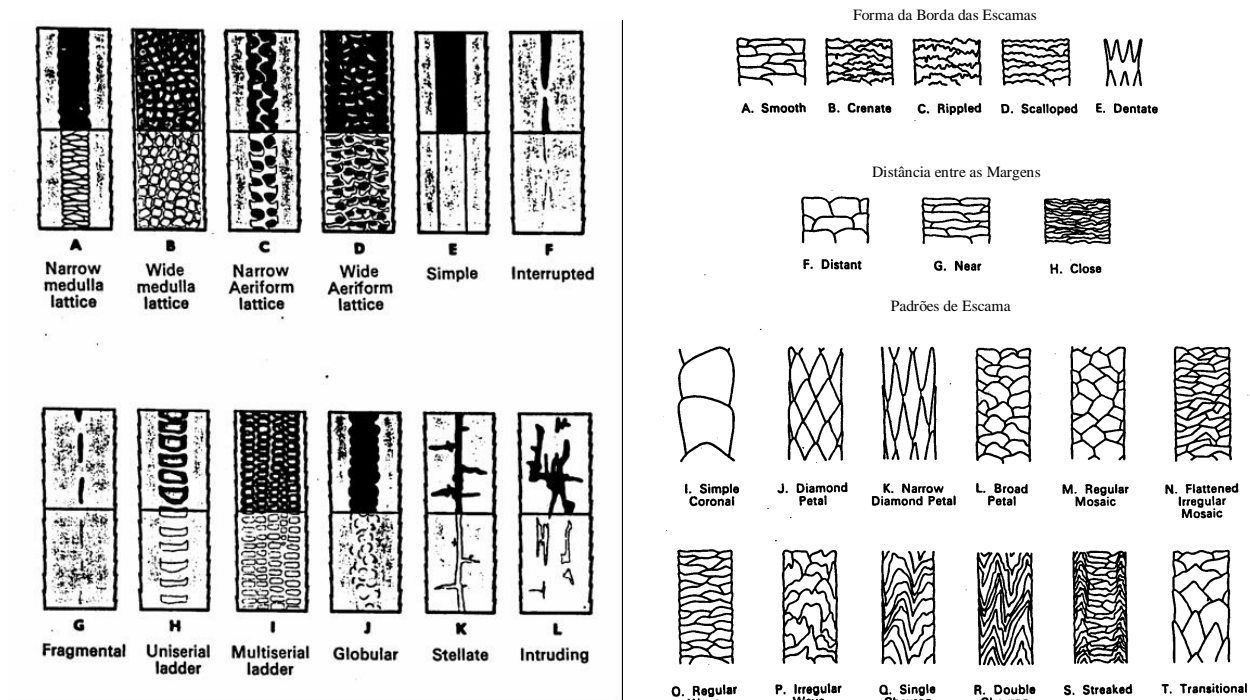 A
Narrow
medulla
lattice
B
Wide
medulla
lattice
C
Narrow
Aeriform
lattice
D
Wide
Aeriform
lattice
E
Simple
F
Interrupted
G
Fragmental
H
Uniserial
ladder
I
Multiserial
ladder
J
Globular
K
Stellate
L
Intruding
Forma da Borda das Escamas
A. Smooth
B. Crenate
C. Rippled
D. Scalloped
E. Dentate
Distância entre as Margens
F. Distant
G. Near
H. Close
Padrões de Escama
I. Simple
Coronal
J. Diamond
Petal
K. Narrow
Diamond Petal
L. Broad
Petal
M. Regular
Mosaic
N. Flattened
Irregular
Mosaic
O. Regular
P. Irregular
Q. Single
R. Double
S. Streaked
T. Transitional